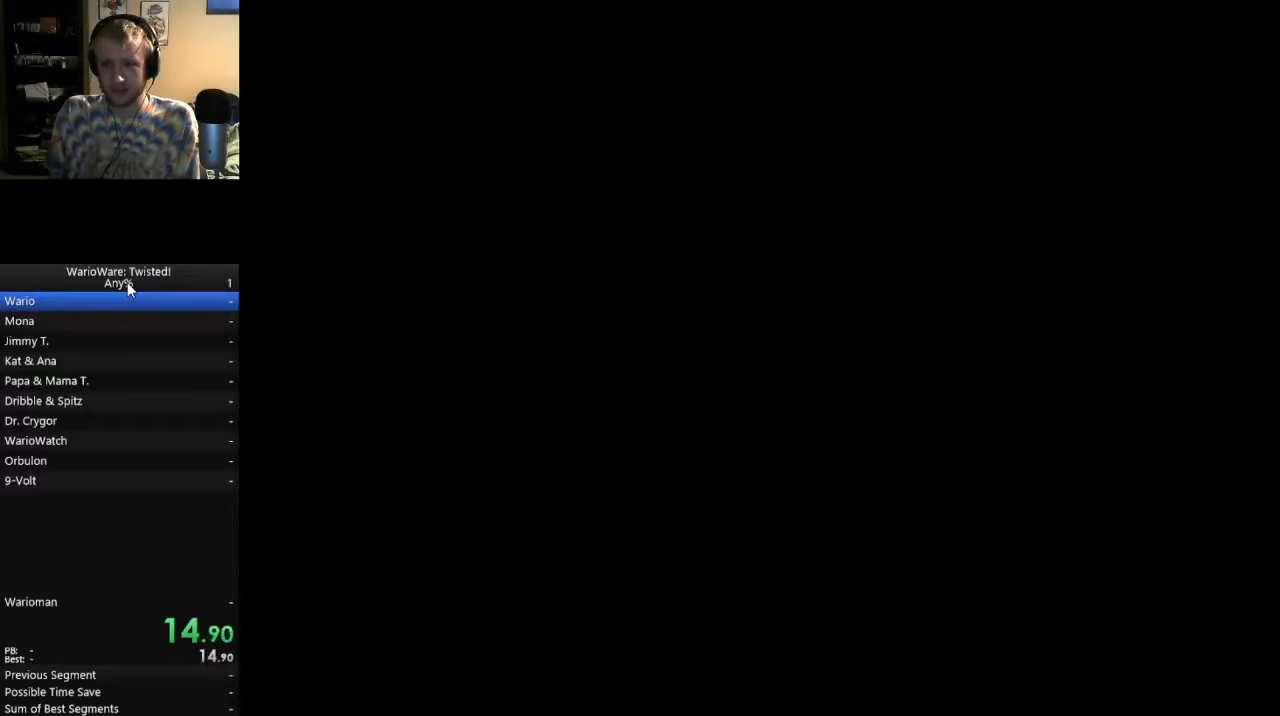 WarioWare: Twisted!
Any% 1
Wario -
Mona -
Jimmy T. -
Kat & Ana -
Papa & Mama T. -
Dribble & Spitz -
Dr. Crygor -
WarioWatch -
Orbulon -
9-Volt -
Warioman -
14.90
PB: -
Best: - 14.90
Previous Segment -
Possible Time Save -
Sum of Best Segments -